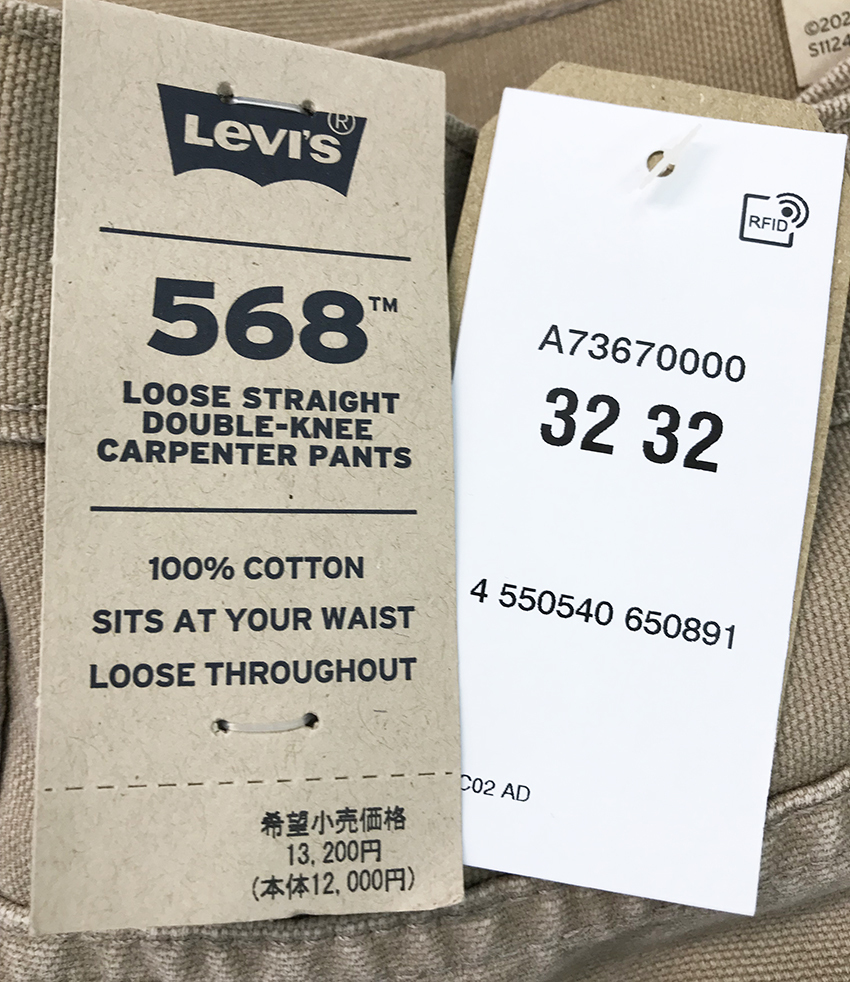 LEVI'S®
568™
LOOSE STRAIGHT
DOUBLE-KNEE
CARPENTER PANTS
100% COTTON
SITS AT YOUR WAIST
LOOSE THROUGHOUT
希望小売価格
13,200円
(本体12,000円)
RFID
A73670000
32 32
4 550540 650891
C02 AD